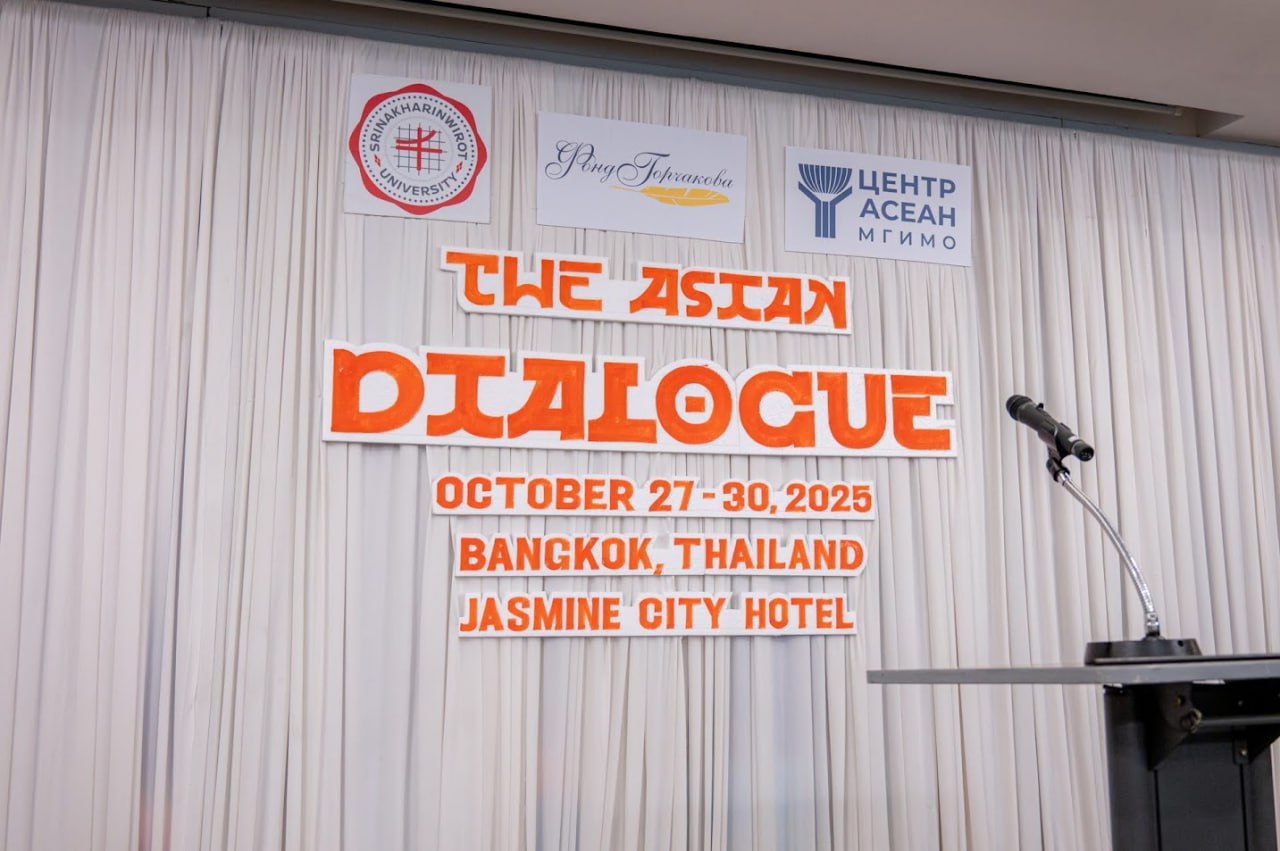 SRINAKHARINWIROT
UNIVERSITY
Фонд Горчакова
ЦЕНТР
АСЕАН
МГИМО
THE ASIAN
DIALOGUE
OCTOBER 27-30, 2025
BANGKOK, THAILAND
JASMINE CITY HOTEL